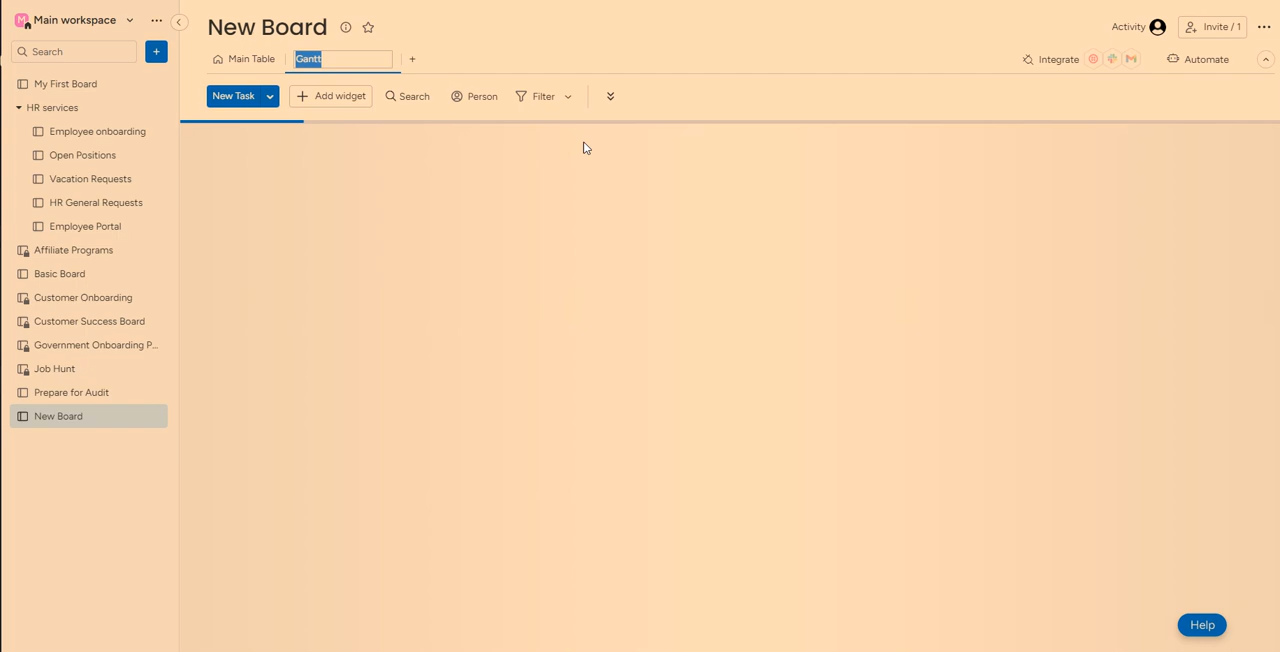 M Main workspace
Search
+
My First Board
HR services
Employee onboarding
Open Positions
Vacation Requests
HR General Requests
Employee Portal
Affiliate Programs
Basic Board
Customer Onboarding
Customer Success Board
Government Onboarding P...
Job Hunt
Prepare for Audit
New Board
New Board
Activity
Invite / 1
Main Table
Gantt
+
Integrate
Automate
New Task
+ Add widget
Search
Person
Filter
Help